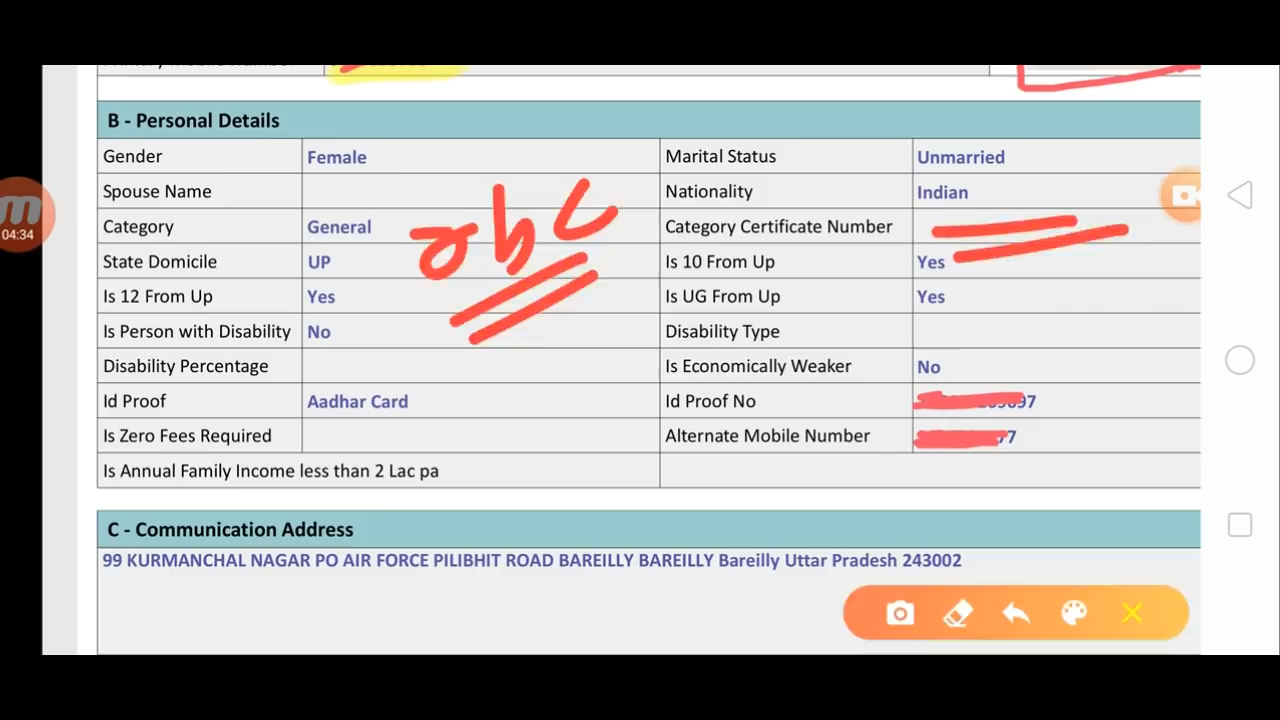 B - Personal Details
Gender Female Marital Status Unmarried
Spouse Name Nationality Indian
Category General obc Category Certificate Number
State Domicile UP Is 10 From Up Yes
Is 12 From Up Yes Is UG From Up Yes
Is Person with Disability No Disability Type
Disability Percentage Is Economically Weaker No
Id Proof Aadhar Card Id Proof No
Is Zero Fees Required Alternate Mobile Number
Is Annual Family Income less than 2 Lac pa
C - Communication Address
99 KURMANCHAL NAGAR PO AIR FORCE PILIBHIT ROAD BAREILLY BAREILLY Bareilly Uttar Pradesh 243002
04:34